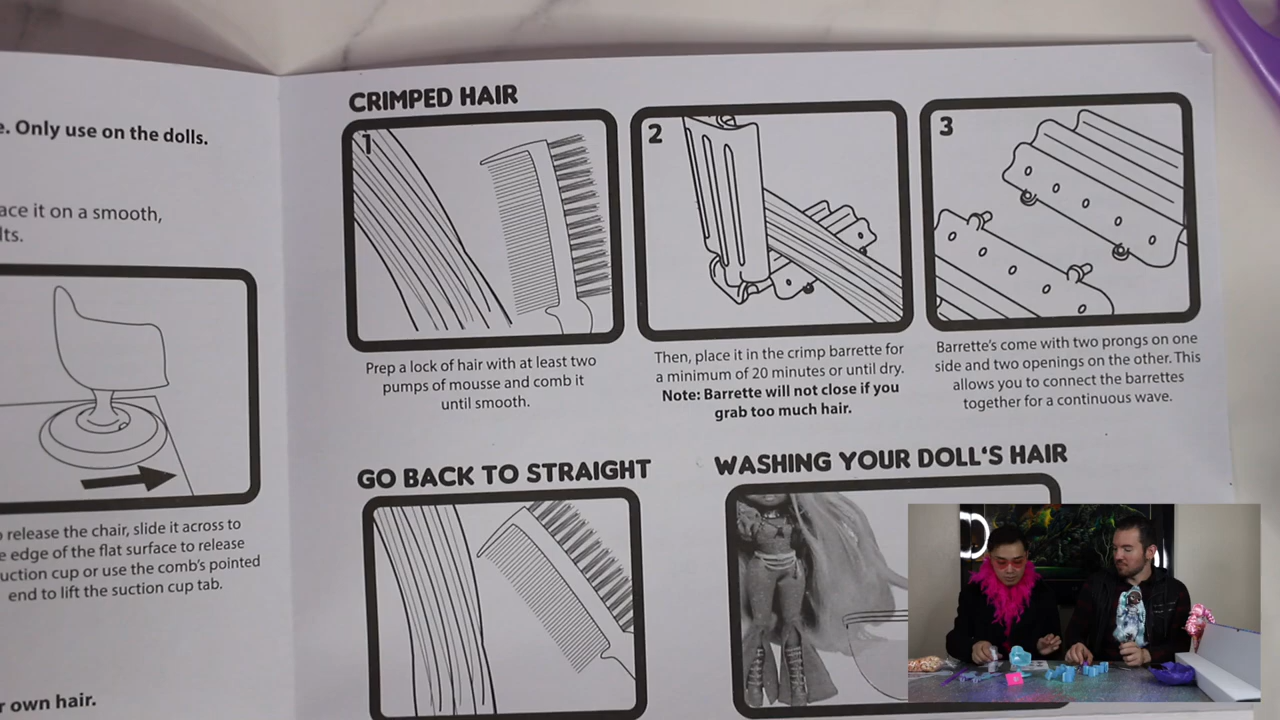 e. Only use on the dolls.
ace it on a smooth,
lts.
release the chair, slide it across to
e edge of the flat surface to release
uction cup or use the comb's pointed
end to lift the suction cup tab.
r own hair.
CRIMPED HAIR
1
Prep a lock of hair with at least two
pumps of mousse and comb it
until smooth.
2
Then, place it in the crimp barrette for
a minimum of 20 minutes or until dry.
Note: Barrette will not close if you
grab too much hair.
3
Barrette's come with two prongs on one
side and two openings on the other. This
allows you to connect the barrettes
together for a continuous wave.
GO BACK TO STRAIGHT
WASHING YOUR DOLL'S HAIR